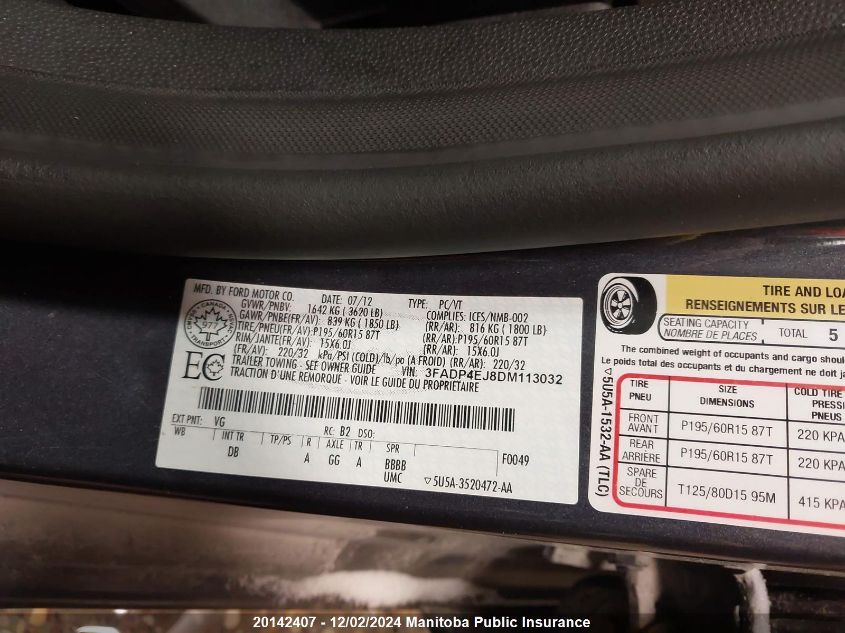 MFD. BY FORD MOTOR CO.
DATE: 07/12 TYPE: PC/VT
GVWR/PNBV: 1642 KG ( 3620 LB) COMPLIES: ICES/NMB-002
GAWR/PNBE(FR/AV): 839 KG ( 1850 LB) (RR/AR): 816 KG ( 1800 LB)
TIRE/PNEU(FR/AV):P195/60R15 87T (RR/AR):P195/60R15 87T
RIM/JANTE(FR/AV): 15X6.0J (RR/AR): 15X6.0J
(FR/AV): 220/32 kPa/PSI (COLD)/lb/po (A FROID) (RR/AR): 220/32
TRAILER TOWING - SEE OWNER GUIDE VIN: 3FADP4EJ8DM113032
TRACTION D'UNE REMORQUE - VOIR LE GUIDE DU PROPRIÉTAIRE
CANADA
977
TRANSPORT
EC
EXT PNT: VG RC: B2 DSO: F0049
WB INT TR TP/PS R AXLE TR SPR
DB A GG A BBBB
UMC ▽5U5A-3520472-AA
TIRE AND LOA
RENSEIGNEMENTS SUR LE
SEATING CAPACITY
NOMBRE DE PLACES TOTAL 5
The combined weight of occupants and cargo shou
Le poids total des occupants et du chargement ne doit ja
▽5U5A-1532-AA (TLC)
TIRE SIZE COLD TIRE
PNEU DIMENSIONS PRESSI
PNEUS
FRONT
AVANT P195/60R15 87T 220 KPA
REAR
ARRIÈRE P195/60R15 87T 220 KPA
SPARE
DE
SECOURS T125/80D15 95M 415 KPA
20142407 - 12/02/2024 Manitoba Public Insurance